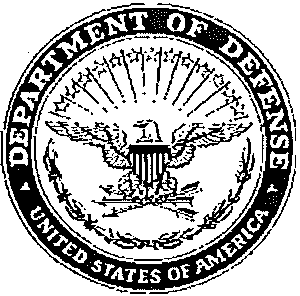 DEPARTMENT OF DEFENSE
UNITED STATES OF AMERICA